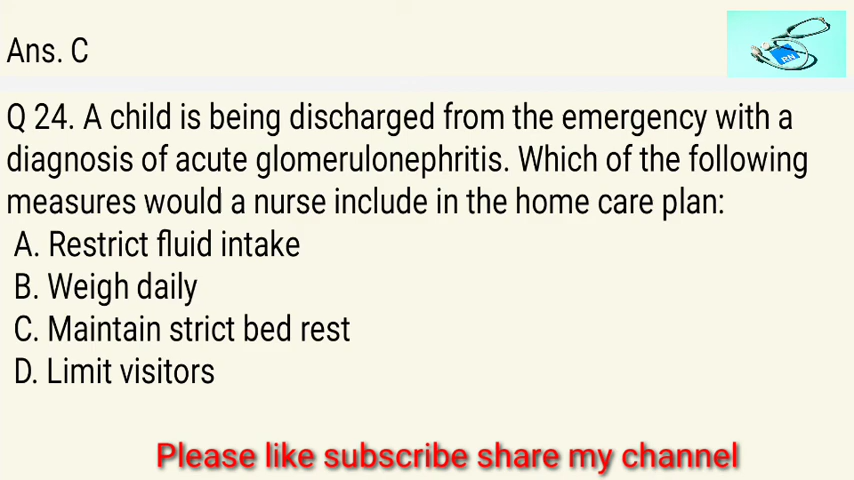 Ans. C
RN
Q 24. A child is being discharged from the emergency with a
diagnosis of acute glomerulonephritis. Which of the following
measures would a nurse include in the home care plan:
A. Restrict fluid intake
B. Weigh daily
C. Maintain strict bed rest
D. Limit visitors
Please like subscribe share my channel